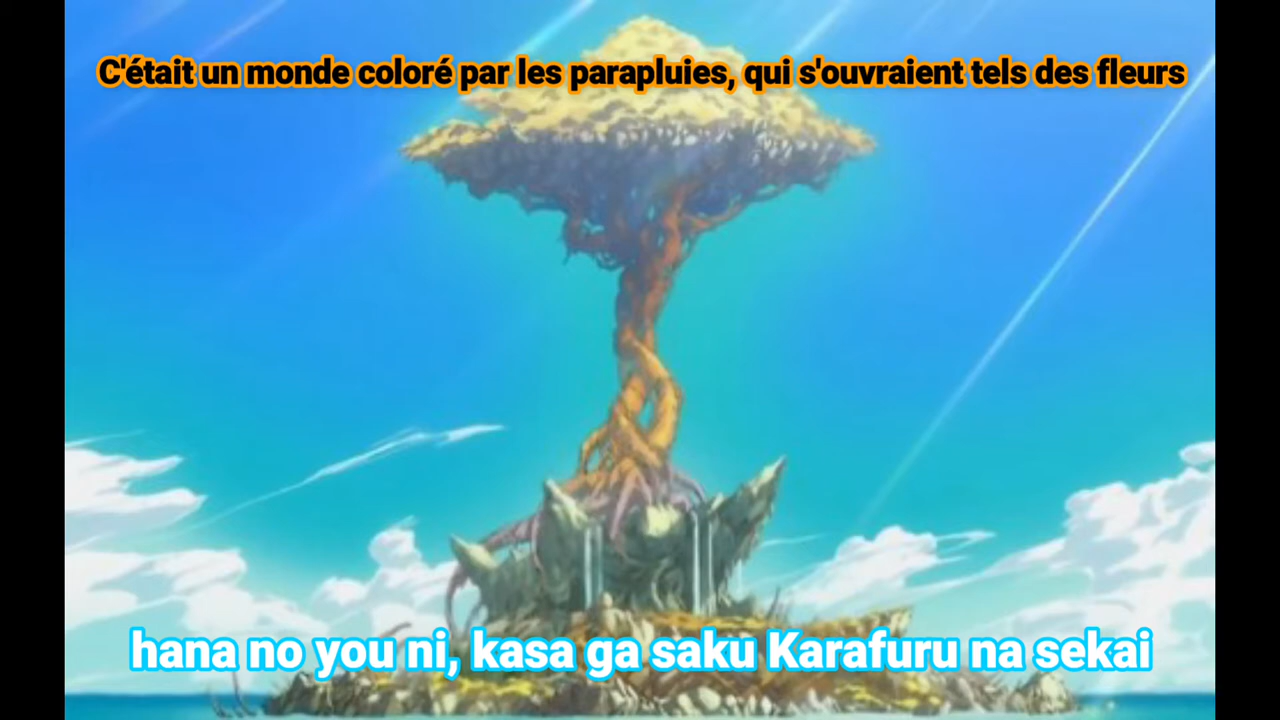 C'était un monde coloré par les parapluies, qui s'ouvraient tels des fleurs
hana no you ni, kasa ga saku Karafuru na sekai